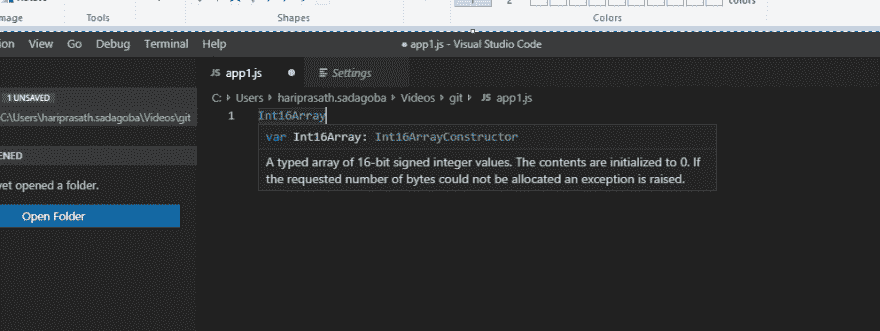 mage Tools Shapes Colors
ion View Go Debug Terminal Help ● app1.js - Visual Studio Code
JS app1.js ● Settings
1 UNSAVED
C: › Users › hariprasath.sadagoba › Videos › git › JS app1.js
C:\Users\hariprasath.sadagoba\Videos\git
1 Int16Array
var Int16Array: Int16ArrayConstructor
ENED
A typed array of 16-bit signed integer values. The contents are initialized to 0. If
the requested number of bytes could not be allocated an exception is raised.
yet opened a folder.
Open Folder